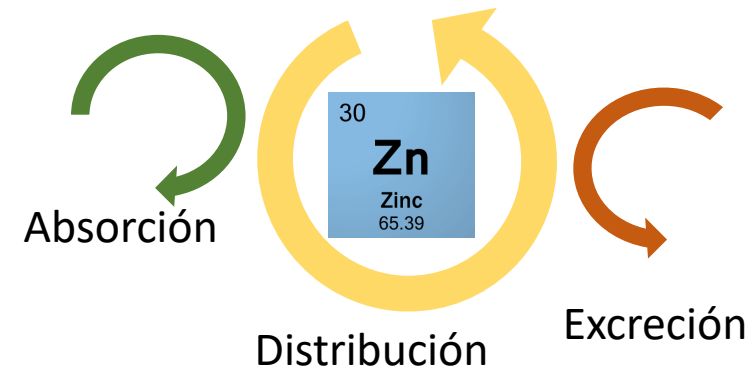 30
Zn
Zinc
65.39
Absorción
Distribución
Excreción